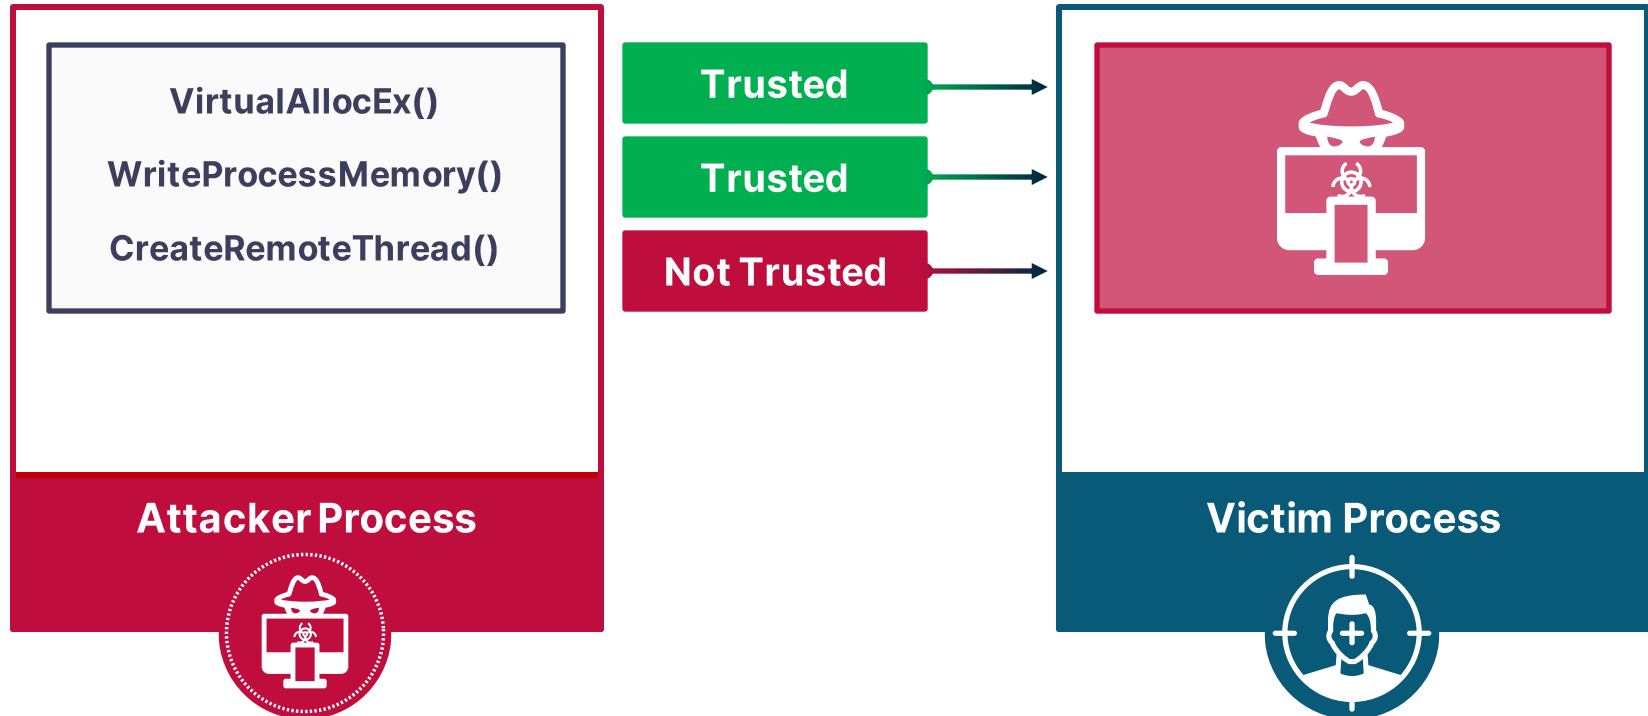 VirtualAllocEx()
WriteProcessMemory()
CreateRemoteThread()
Trusted
Trusted
Not Trusted
Attacker Process
Victim Process